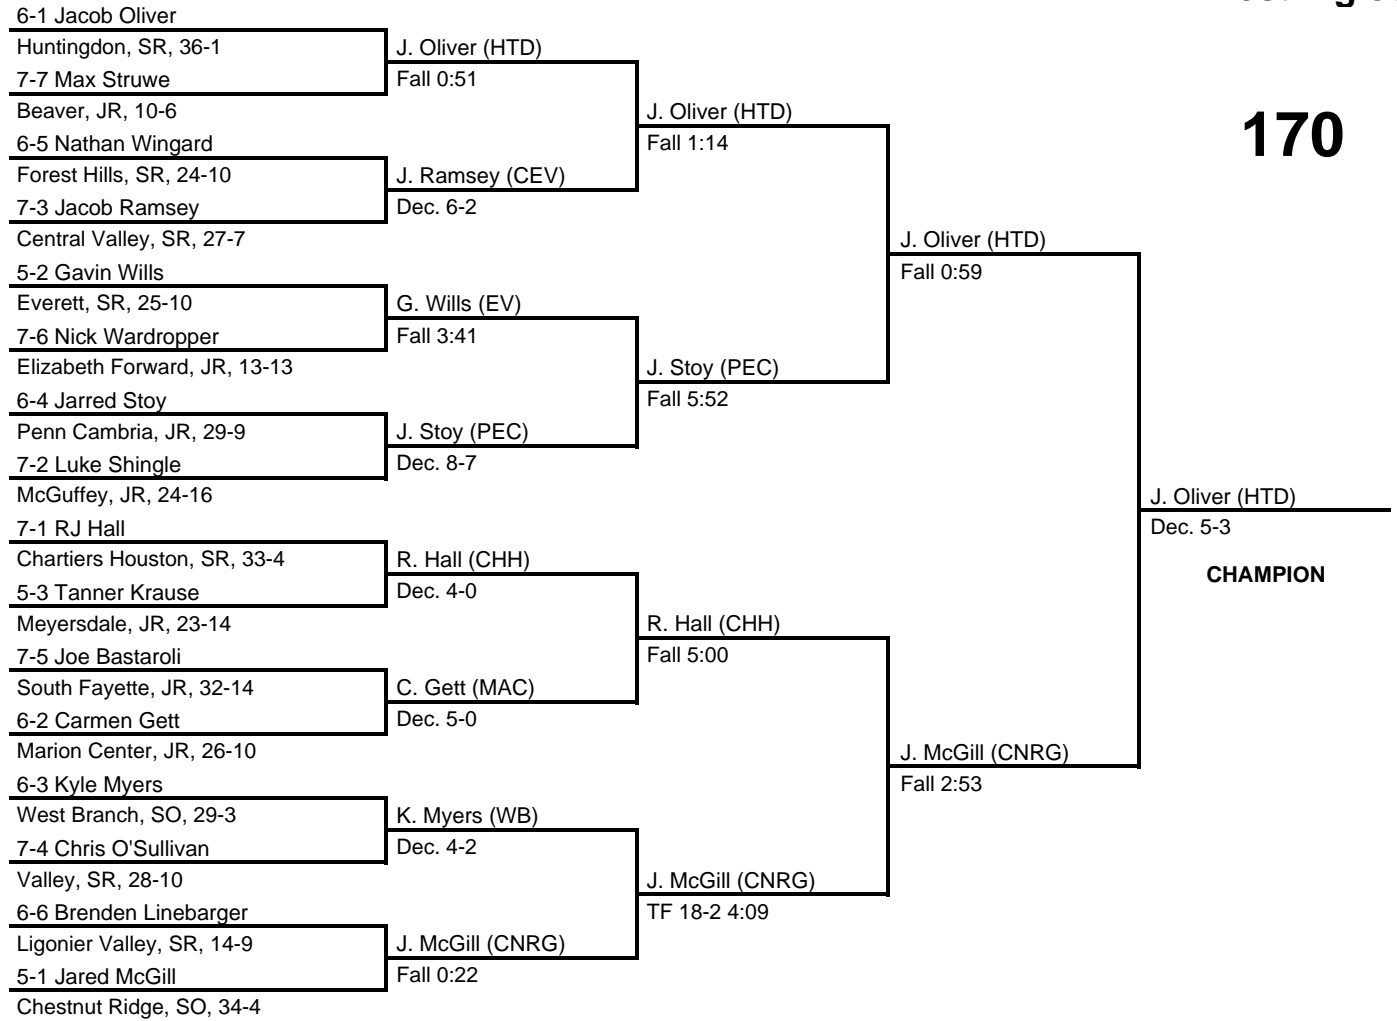 6-1 Jacob Oliver
Huntingdon, SR, 36-1
7-7 Max Struwe
Beaver, JR, 10-6
6-5 Nathan Wingard
Forest Hills, SR, 24-10
7-3 Jacob Ramsey
Central Valley, SR, 27-7
5-2 Gavin Wills
Everett, SR, 25-10
7-6 Nick Wardropper
Elizabeth Forward, JR, 13-13
6-4 Jarred Stoy
Penn Cambria, JR, 29-9
7-2 Luke Shingle
McGuffey, JR, 24-16
7-1 RJ Hall
Chartiers Houston, SR, 33-4
5-3 Tanner Krause
Meyersdale, JR, 23-14
7-5 Joe Bastaroli
South Fayette, JR, 32-14
6-2 Carmen Gett
Marion Center, JR, 26-10
6-3 Kyle Myers
West Branch, SO, 29-3
7-4 Chris O'Sullivan
Valley, SR, 28-10
6-6 Brenden Linebarger
Ligonier Valley, SR, 14-9
5-1 Jared McGill
Chestnut Ridge, SO, 34-4
J. Oliver (HTD)
Fall 0:51
J. Ramsey (CEV)
Dec. 6-2
G. Wills (EV)
Fall 3:41
J. Stoy (PEC)
Dec. 8-7
R. Hall (CHH)
Dec. 4-0
C. Gett (MAC)
Dec. 5-0
K. Myers (WB)
Dec. 4-2
J. McGill (CNRG)
Fall 0:22
J. Oliver (HTD)
Fall 1:14
J. Stoy (PEC)
Fall 5:52
R. Hall (CHH)
Fall 5:00
J. McGill (CNRG)
TF 18-2 4:09
J. Oliver (HTD)
Fall 0:59
J. McGill (CNRG)
Fall 2:53
J. Oliver (HTD)
Dec. 5-3
CHAMPION
170